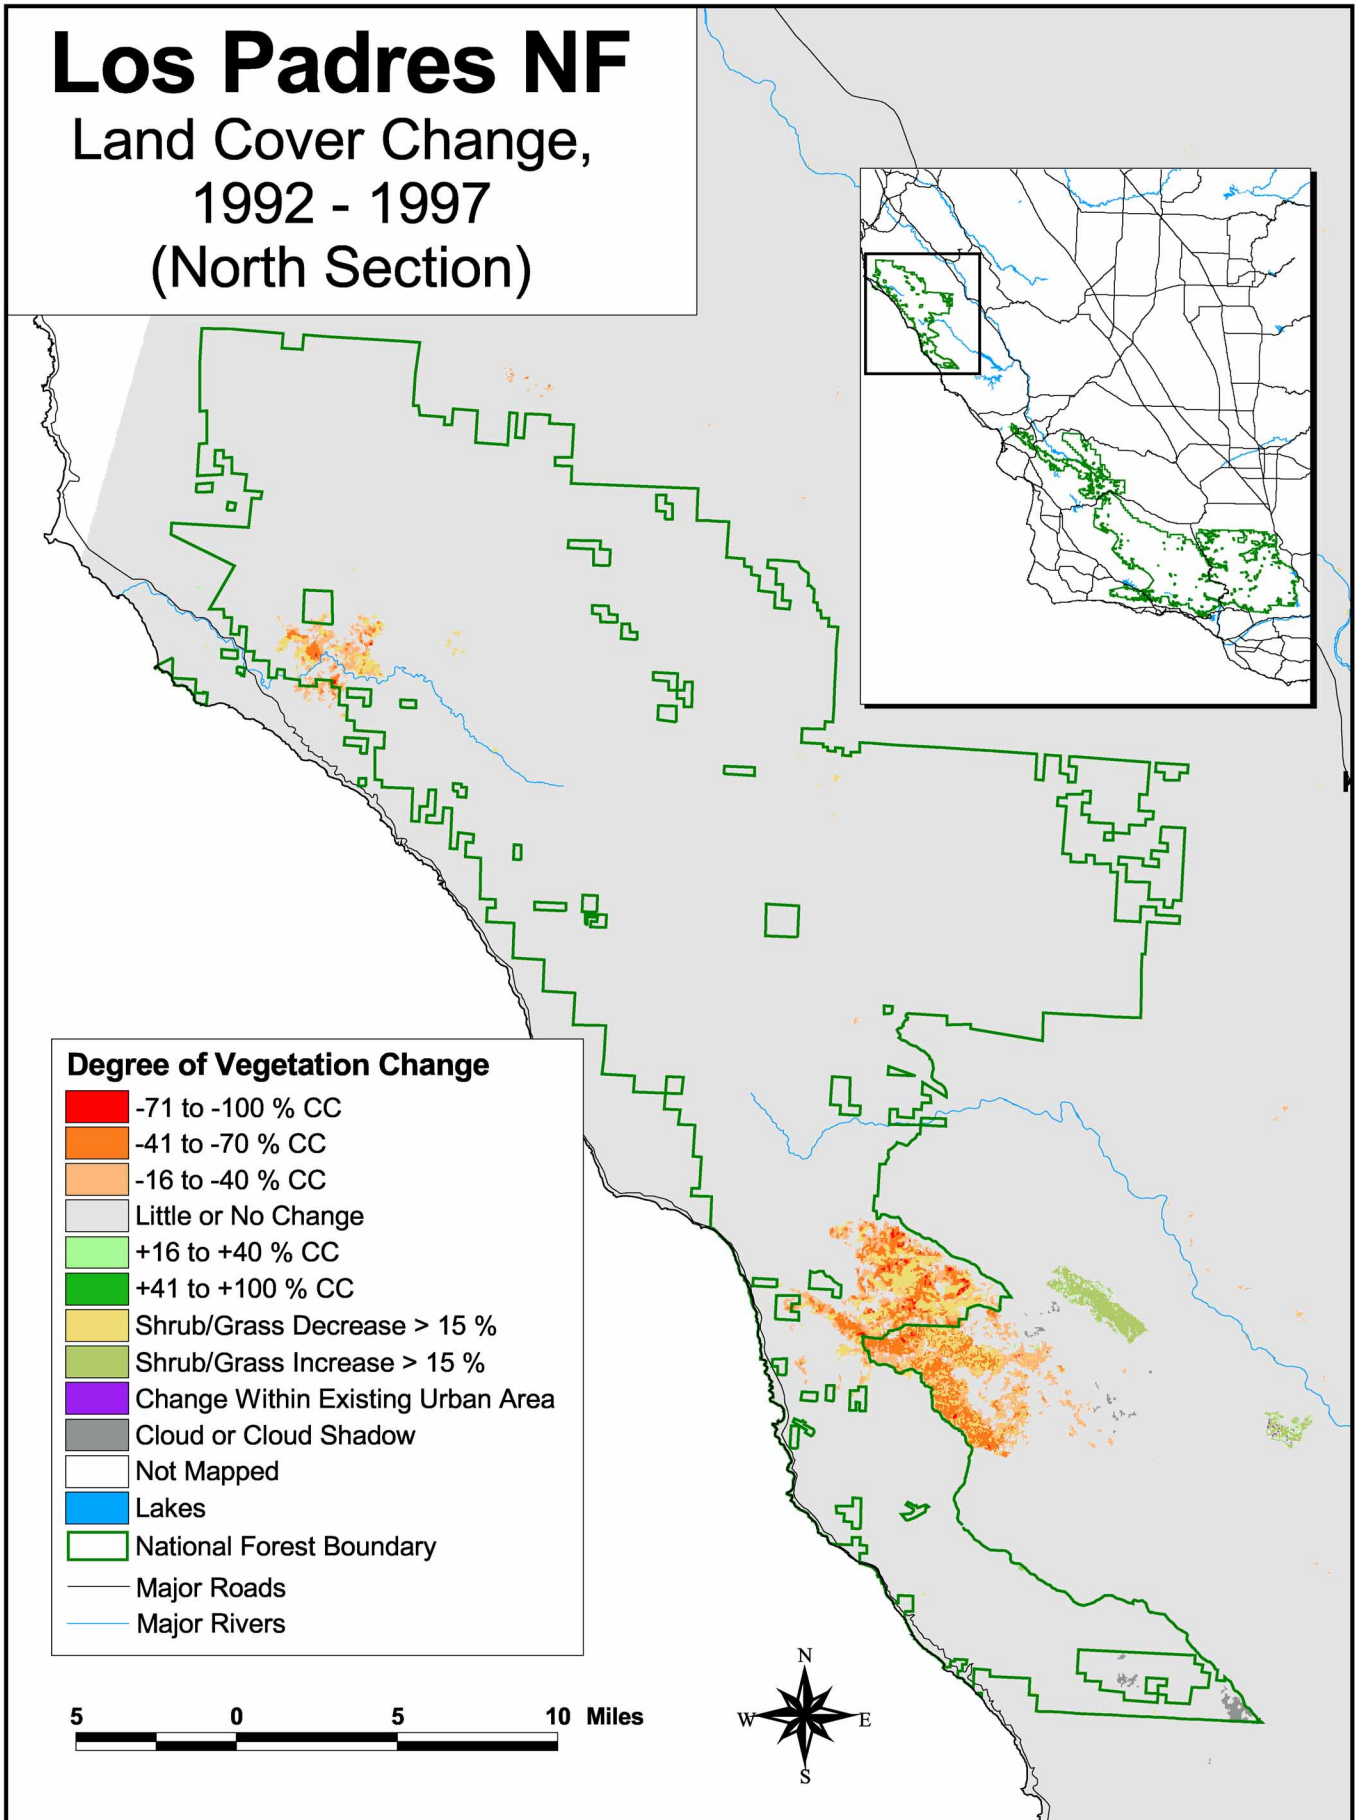 Los Padres NF
Land Cover Change,
1992 - 1997
(North Section)
Degree of Vegetation Change
-71 to -100 % CC
-41 to -70 % CC
-16 to -40 % CC
Little or No Change
+16 to +40 % CC
+41 to +100 % CC
Shrub/Grass Decrease > 15 %
Shrub/Grass Increase > 15 %
Change Within Existing Urban Area
Cloud or Cloud Shadow
Not Mapped
Lakes
National Forest Boundary
Major Roads
Major Rivers
5 0 5 10 Miles
N
W E
S